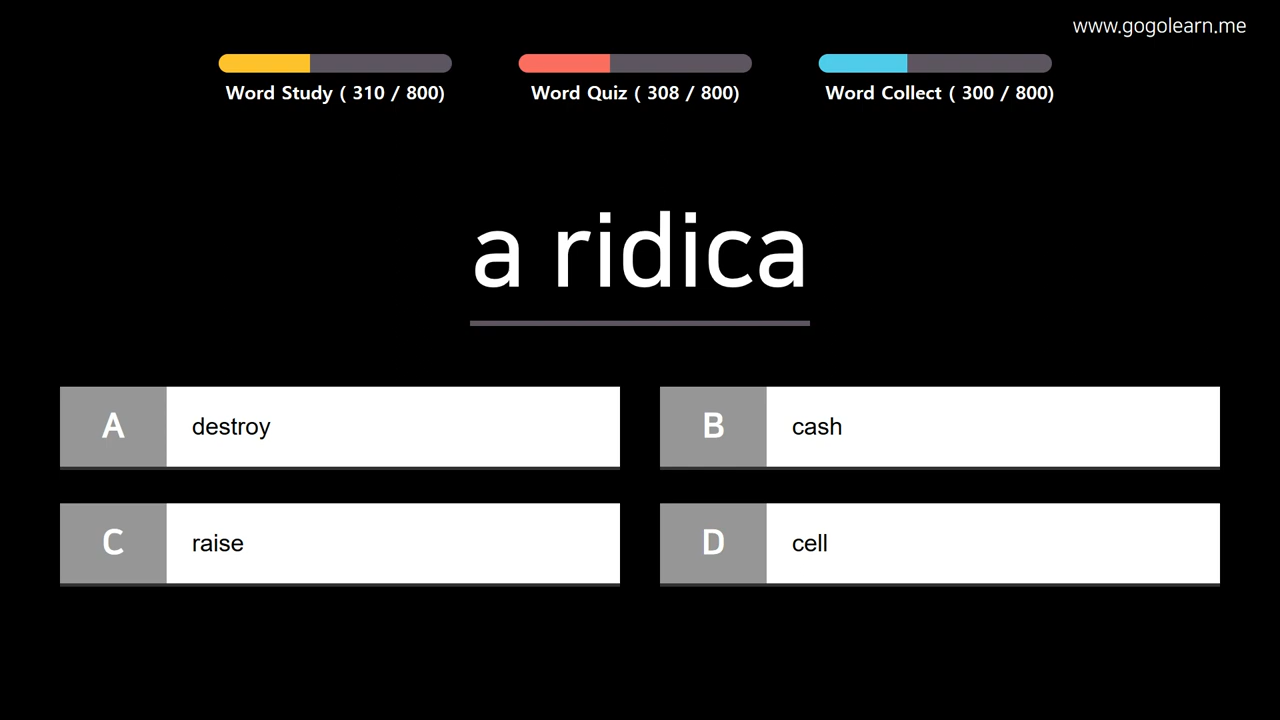 www.gogolearn.me
Word Study ( 310 / 800)
Word Quiz ( 308 / 800)
Word Collect ( 300 / 800)
a ridica
A destroy
B cash
C raise
D cell